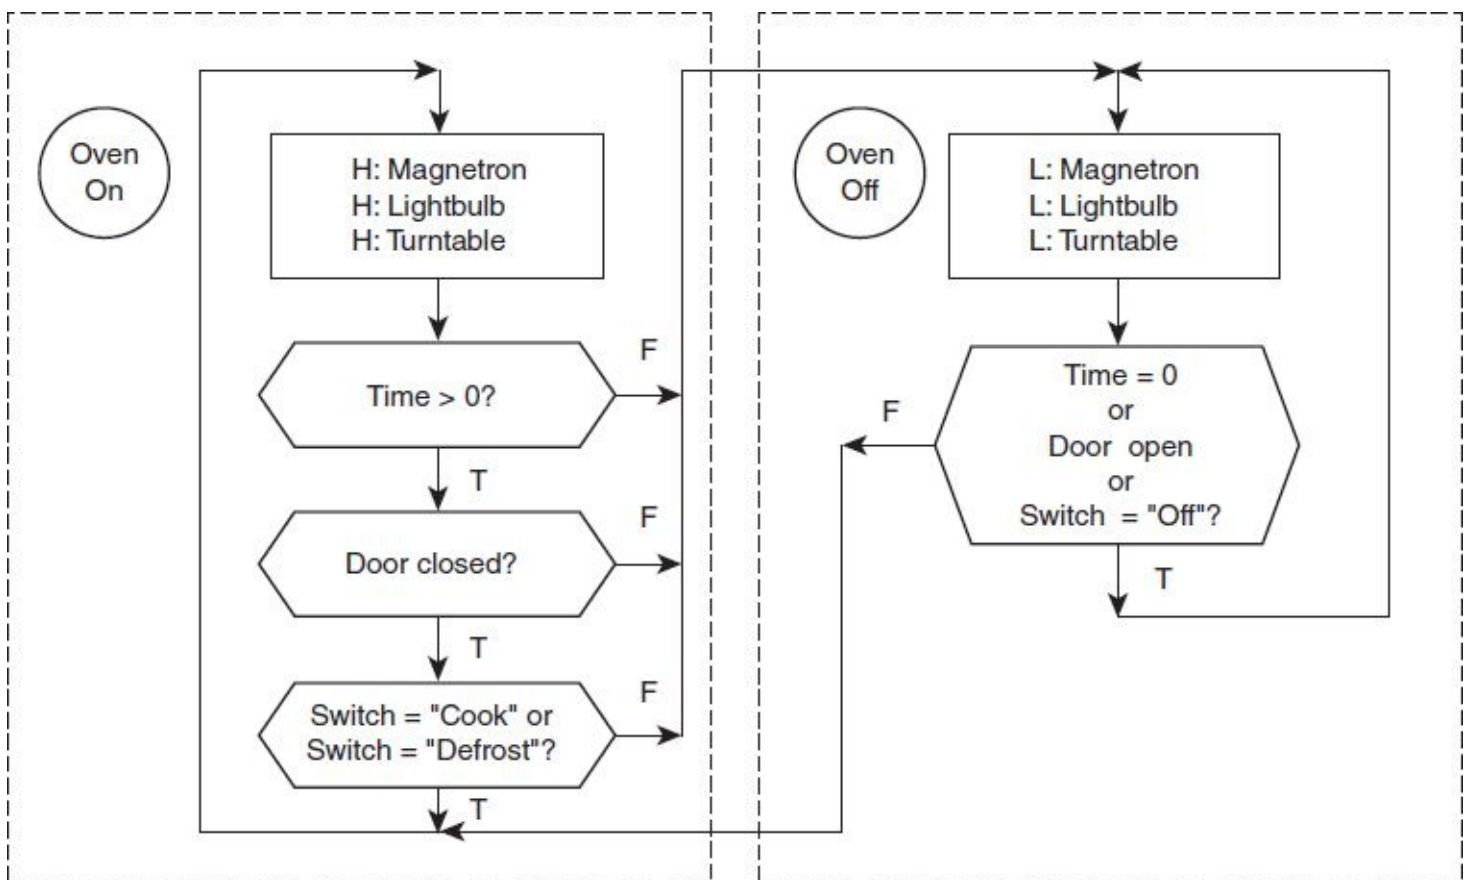 Oven
On
H: Magnetron
H: Lightbulb
H: Turntable
Time > 0?
F
T
Door closed?
F
T
Switch = "Cook" or
Switch = "Defrost"?
F
T
Oven
Off
L: Magnetron
L: Lightbulb
L: Turntable
Time = 0
or
Door open
or
Switch = "Off"?
F
T